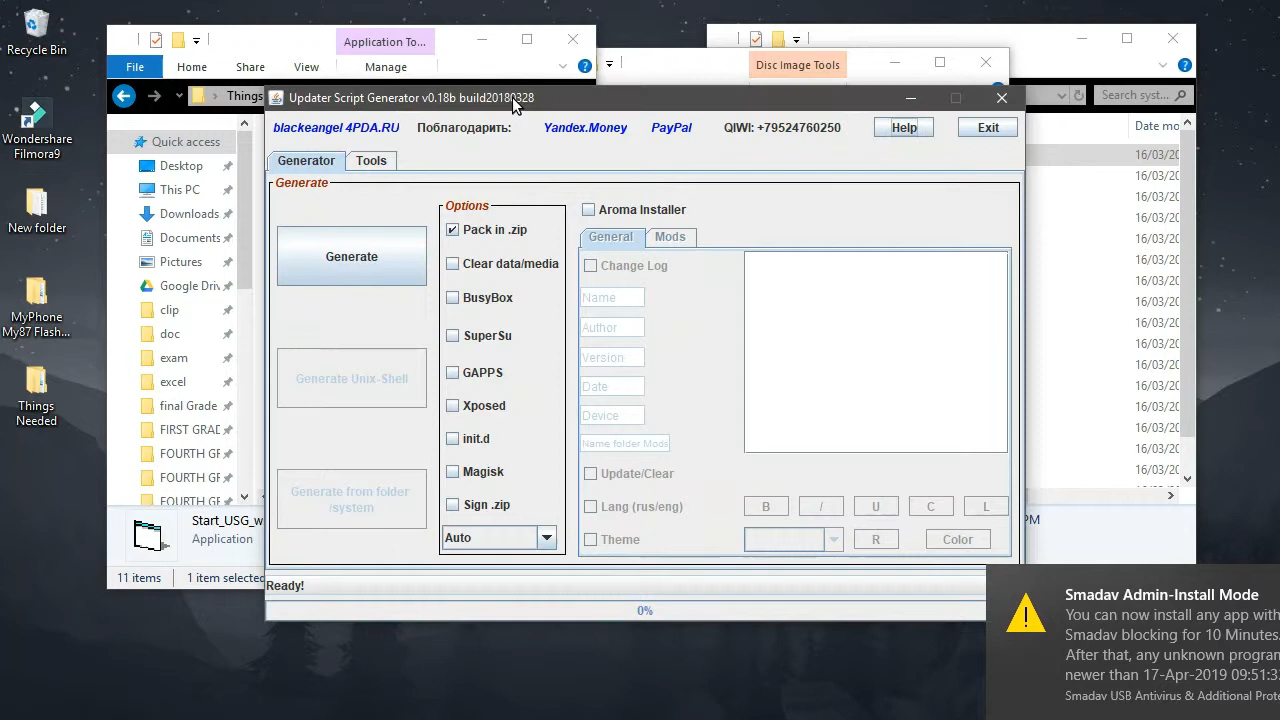 Recycle Bin
Wondershare
Filmora9
New folder
MyPhone
My87 Flash...
Things
Needed
Application To...
File
Home
Share
View
Manage
Things
Quick access
Desktop
This PC
Downloads
Documents
Pictures
Google Driv
clip
doc
exam
excel
final Grade
FIRST GRAD
FOURTH GF
FOURTH GF
FOURTH GF
Start_USG_w
Application
11 items
1 item selected
Disc Image Tools
Search syst...
Date mo
16/03/20
16/03/20
16/03/20
16/03/20
16/03/20
16/03/20
16/03/20
16/03/20
16/03/20
16/03/20
16/03/20
16/03/20
16/03/20
16/03/20
PM
Updater Script Generator v0.18b build20180328
blackeangel 4PDA.RU
Поблагодарить:
Yandex.Money
PayPal
QIWI: +79524760250
Help
Exit
Generator
Tools
Generate
Generate
Generate Unix-Shell
Generate from folder
/system
Options
Pack in .zip
Clear data/media
BusyBox
SuperSu
GAPPS
Xposed
init.d
Magisk
Sign .zip
Auto
Aroma Installer
General
Mods
Change Log
Name
Author
Version
Date
Device
Name folder Mods
Update/Clear
Lang (rus/eng)
B
/
U
C
L
Theme
R
Color
Ready!
0%
Smadav Admin-Install Mode
You can now install any app with
Smadav blocking for 10 Minutes.
After that, any unknown program
newer than 17-Apr-2019 09:51:3
Smadav USB Antivirus & Additional Prote